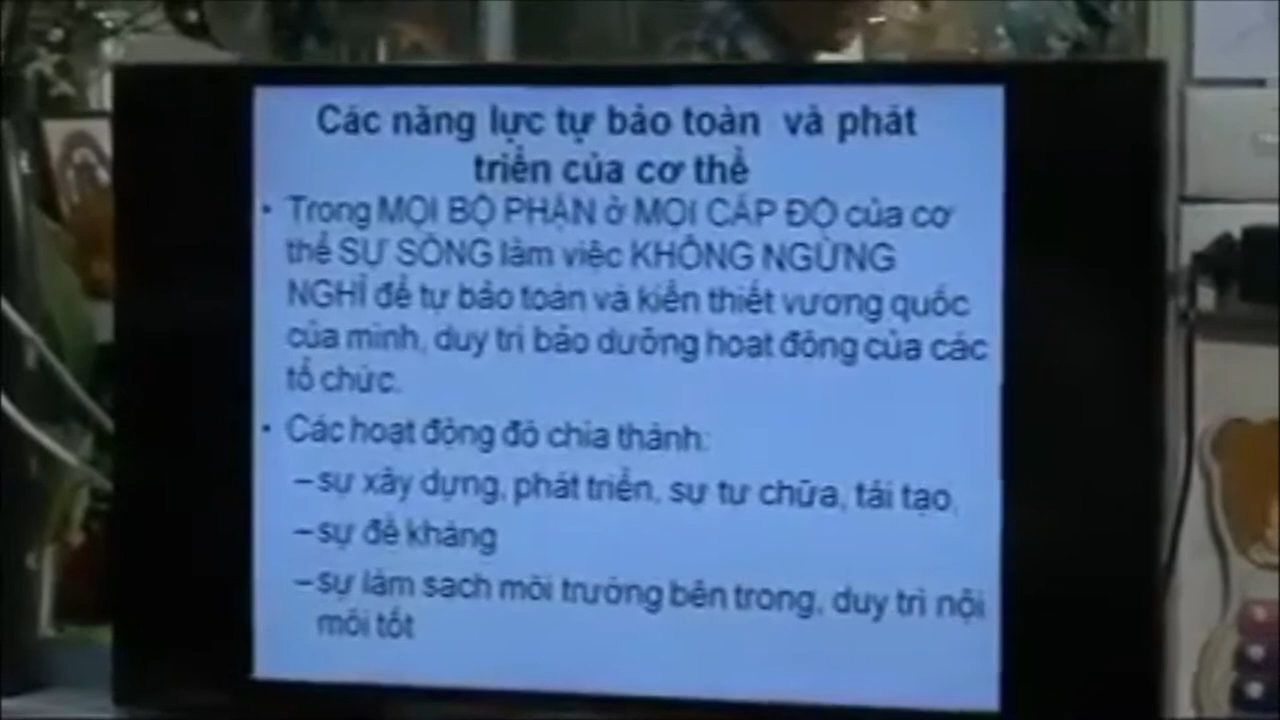 Các năng lực tự bảo toàn và phát
triển của cơ thể
• Trong MỌI BỘ PHẬN ở MỌI CẤP ĐỘ của cơ
thể SỰ SỐNG làm việc KHÔNG NGỪNG
NGHỈ để tự bảo toàn và kiến thiết vương quốc
của mình, duy trì bảo dưỡng hoạt động của các
tổ chức.
• Các hoạt động đó chia thành:
– sự xây dựng, phát triển, sự tự chữa, tái tạo,
– sự đề kháng
– sự làm sạch môi trường bên trong, duy trì nội
môi tốt